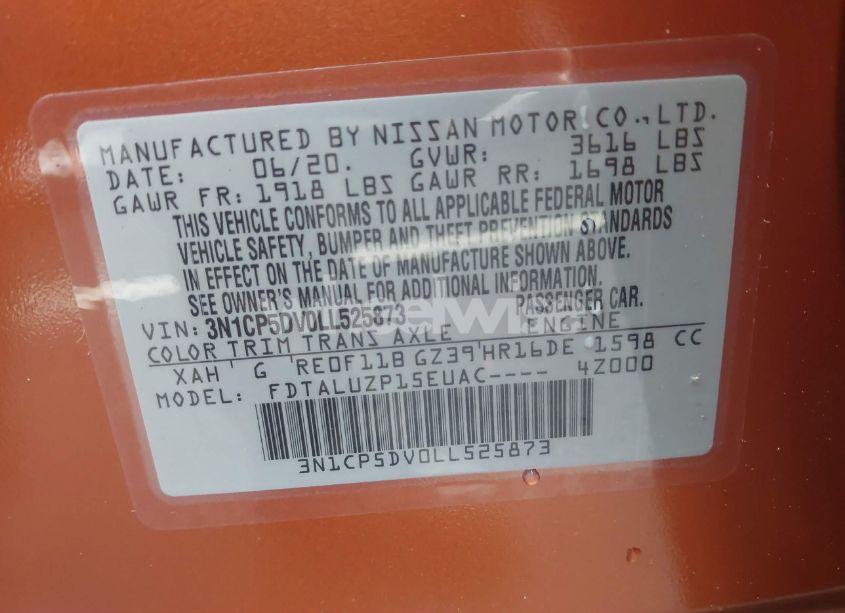 MANUFACTURED BY NISSAN MOTOR CO., LTD.
DATE: 06/20. GVWR: 3616 LBS
GAWR FR: 1918 LBS GAWR RR: 1698 LBS
THIS VEHICLE CONFORMS TO ALL APPLICABLE FEDERAL MOTOR
VEHICLE SAFETY, BUMPER AND THEFT PREVENTION STANDARDS
IN EFFECT ON THE DATE OF MANUFACTURE SHOWN ABOVE.
SEE OWNER'S MANUAL FOR ADDITIONAL INFORMATION.
VIN: 3N1CP5DV0LL525873 PASSENGER CAR.
COLOR TRIM TRANS AXLE ENGINE
XAH G RE0F11B GZ39 HR16DE 1598 CC
MODEL: FDTALUZP15EUAC---- 4Z000
3N1CP5DV0LL525873